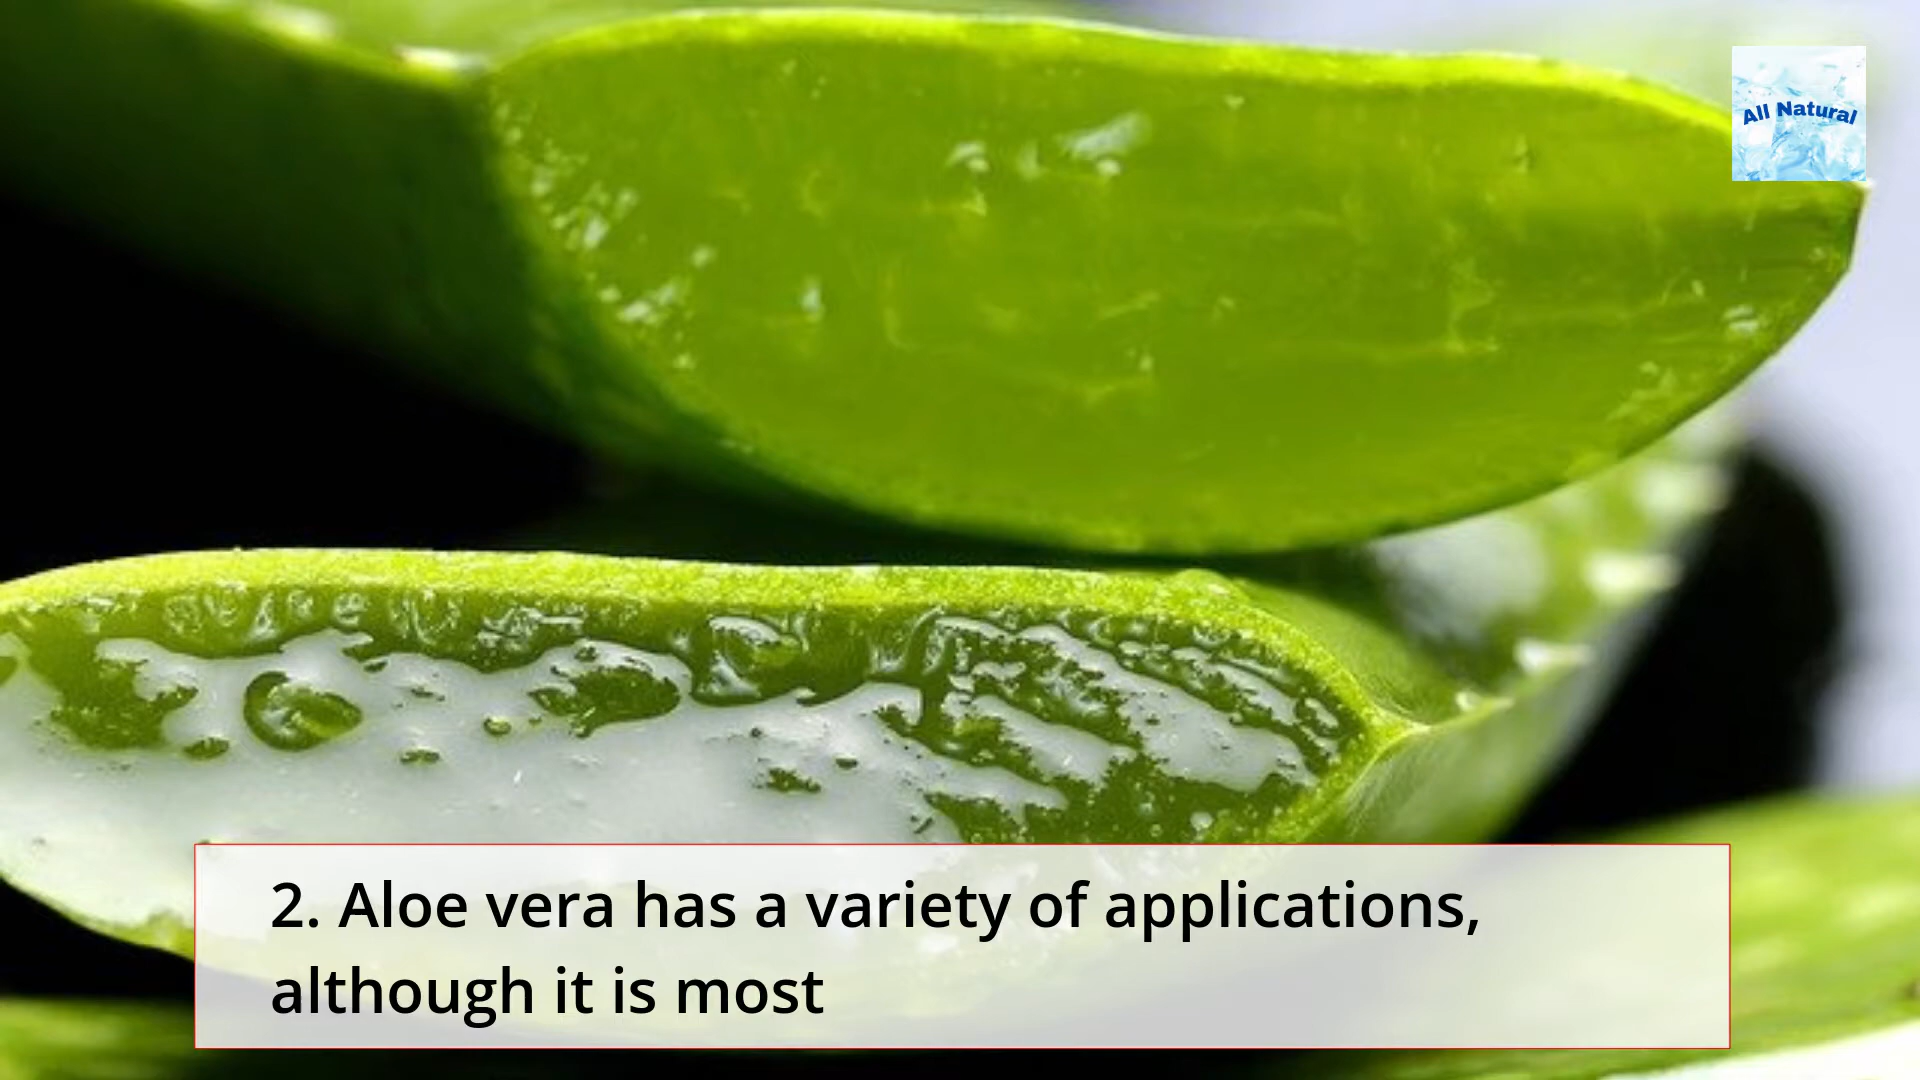 All Natural
2. Aloe vera has a variety of applications,
although it is most